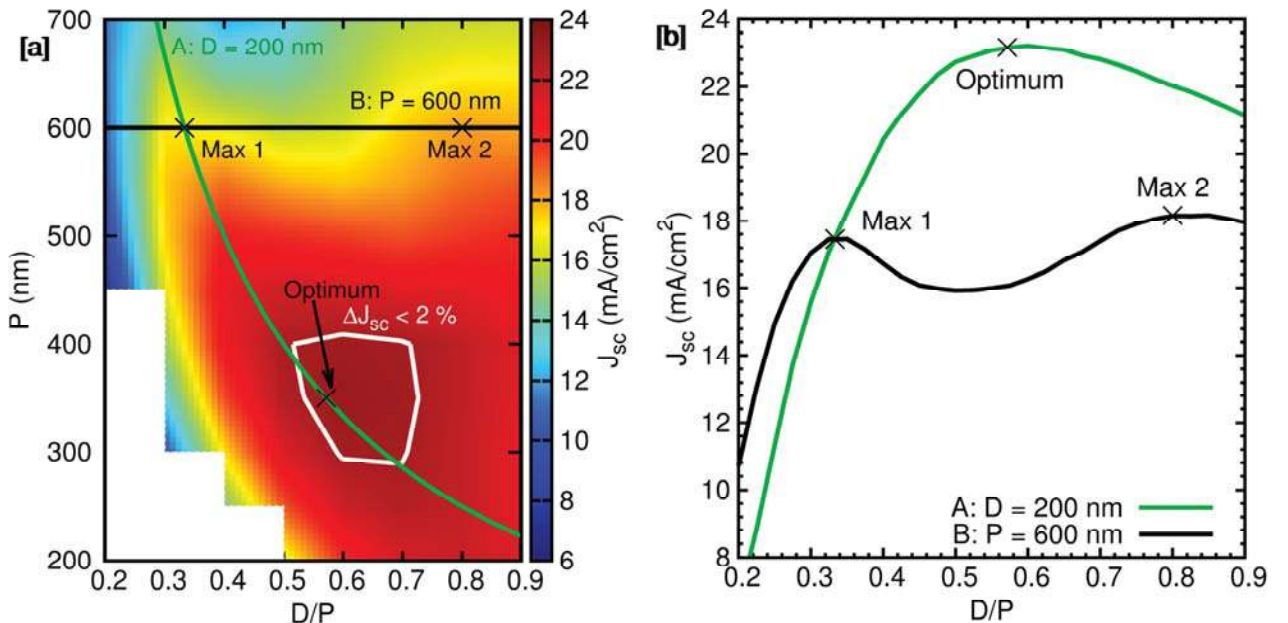 [a]
A: D = 200 nm
B: P = 600 nm
Max 1
Max 2
Optimum
ΔJsc < 2 %
700
600
500
400
300
200
P (nm)
0.2 0.3 0.4 0.5 0.6 0.7 0.8 0.9
D/P
24
22
20
18
16
14
12
10
8
6
Jsc (mA/cm²)
[b]
24
22
20
18
16
14
12
10
8
Jsc (mA/cm²)
Optimum
Max 1
Max 2
A: D = 200 nm
B: P = 600 nm
0.2 0.3 0.4 0.5 0.6 0.7 0.8 0.9
D/P